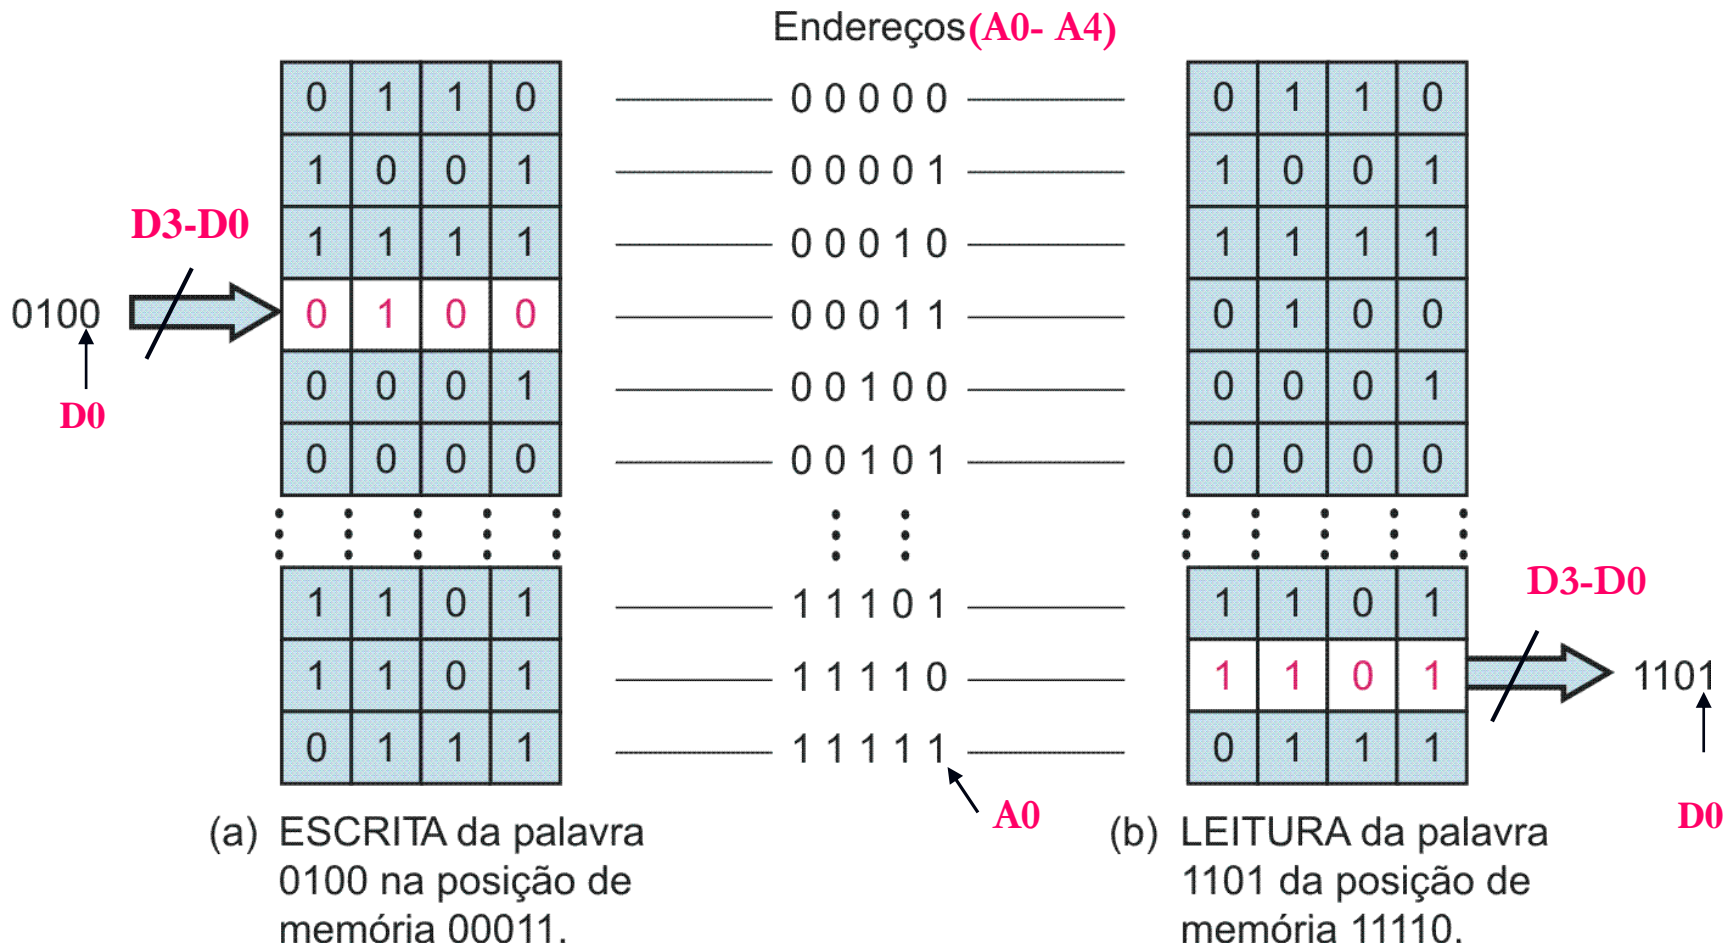 Endereços(A0- A4)
0 1 1 0 0 0 0 0 0 0 1 1 0
1 0 0 1 0 0 0 0 1 1 0 0 1
D3-D0
1 1 1 1 0 0 0 1 0 1 1 1 1
0100 0 1 0 0 0 0 0 1 1 0 1 0 0
0 0 0 1 0 0 1 0 0 0 0 0 1
D0
0 0 0 0 0 0 1 0 1 0 0 0 0
D3-D0
1 1 0 1 1 1 1 0 1 1 1 0 1
1 1 0 1 1 1 1 1 0 1 1 0 1 1101
0 1 1 1 1 1 1 1 1 0 1 1 1
A0
D0
(a) ESCRITA da palavra
0100 na posição de
memória 00011.
(b) LEITURA da palavra
1101 da posição de
memória 11110.